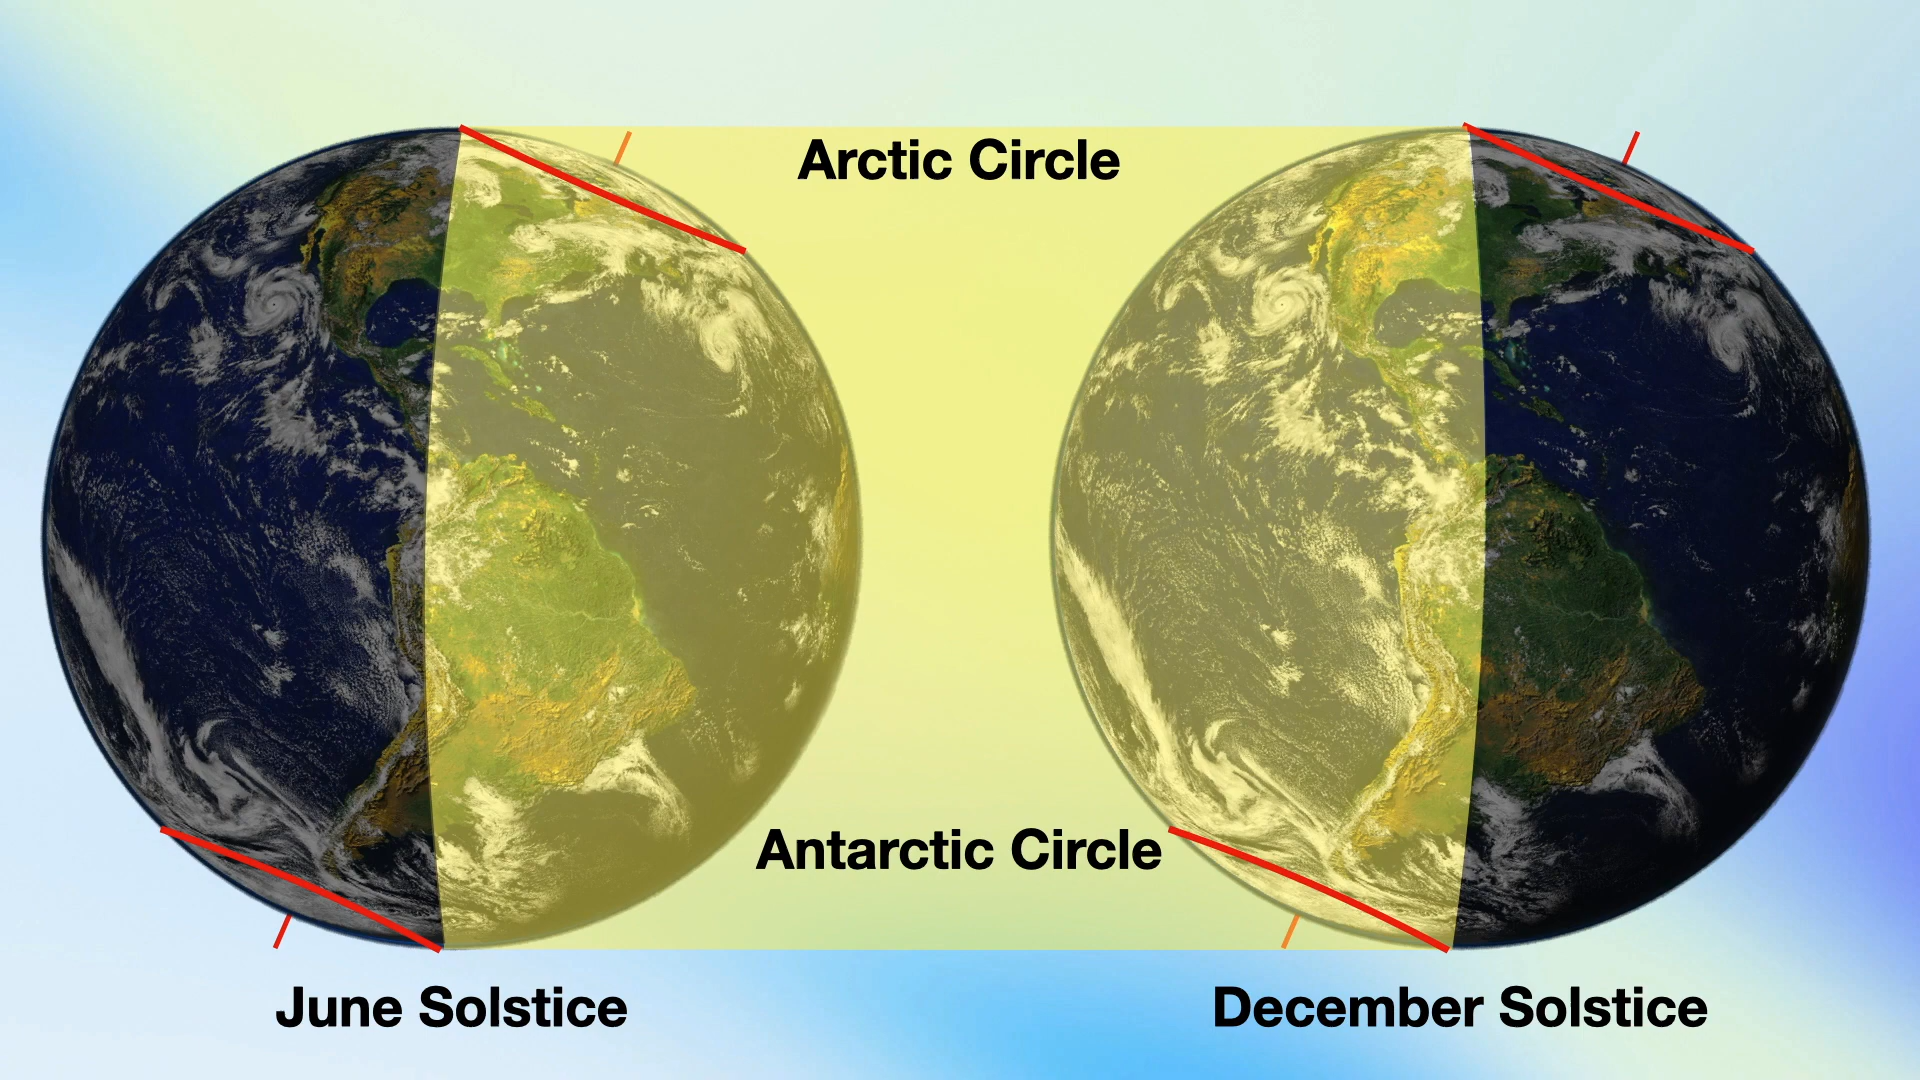 Arctic Circle
Antarctic Circle
June Solstice
December Solstice